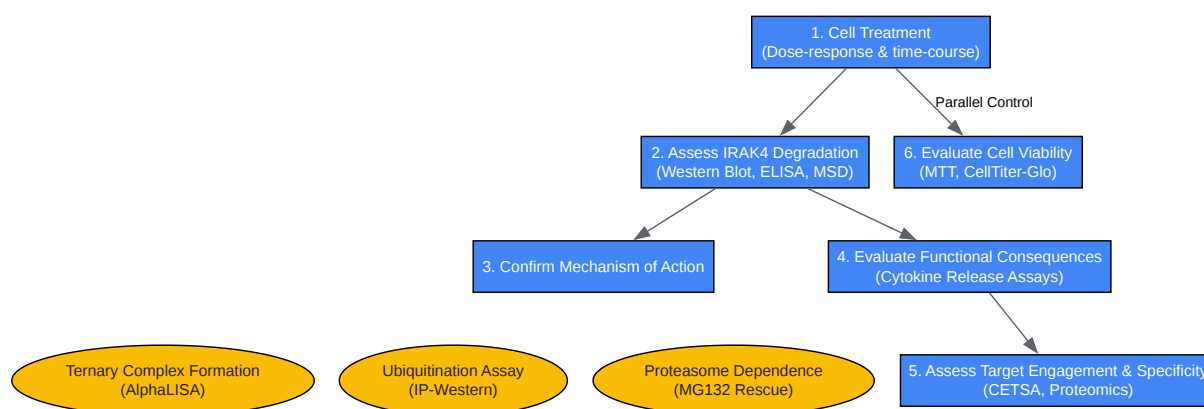 1. Cell Treatment
(Dose-response & time-course)
Parallel Control
2. Assess IRAK4 Degradation
(Western Blot, ELISA, MSD)
6. Evaluate Cell Viability
(MTT, CellTiter-Glo)
3. Confirm Mechanism of Action
4. Evaluate Functional Consequences
(Cytokine Release Assays)
Ternary Complex Formation
(AlphaLISA)
Ubiquitination Assay
(IP-Western)
Proteasome Dependence
(MG132 Rescue)
5. Assess Target Engagement & Specificity
(CETSA, Proteomics)